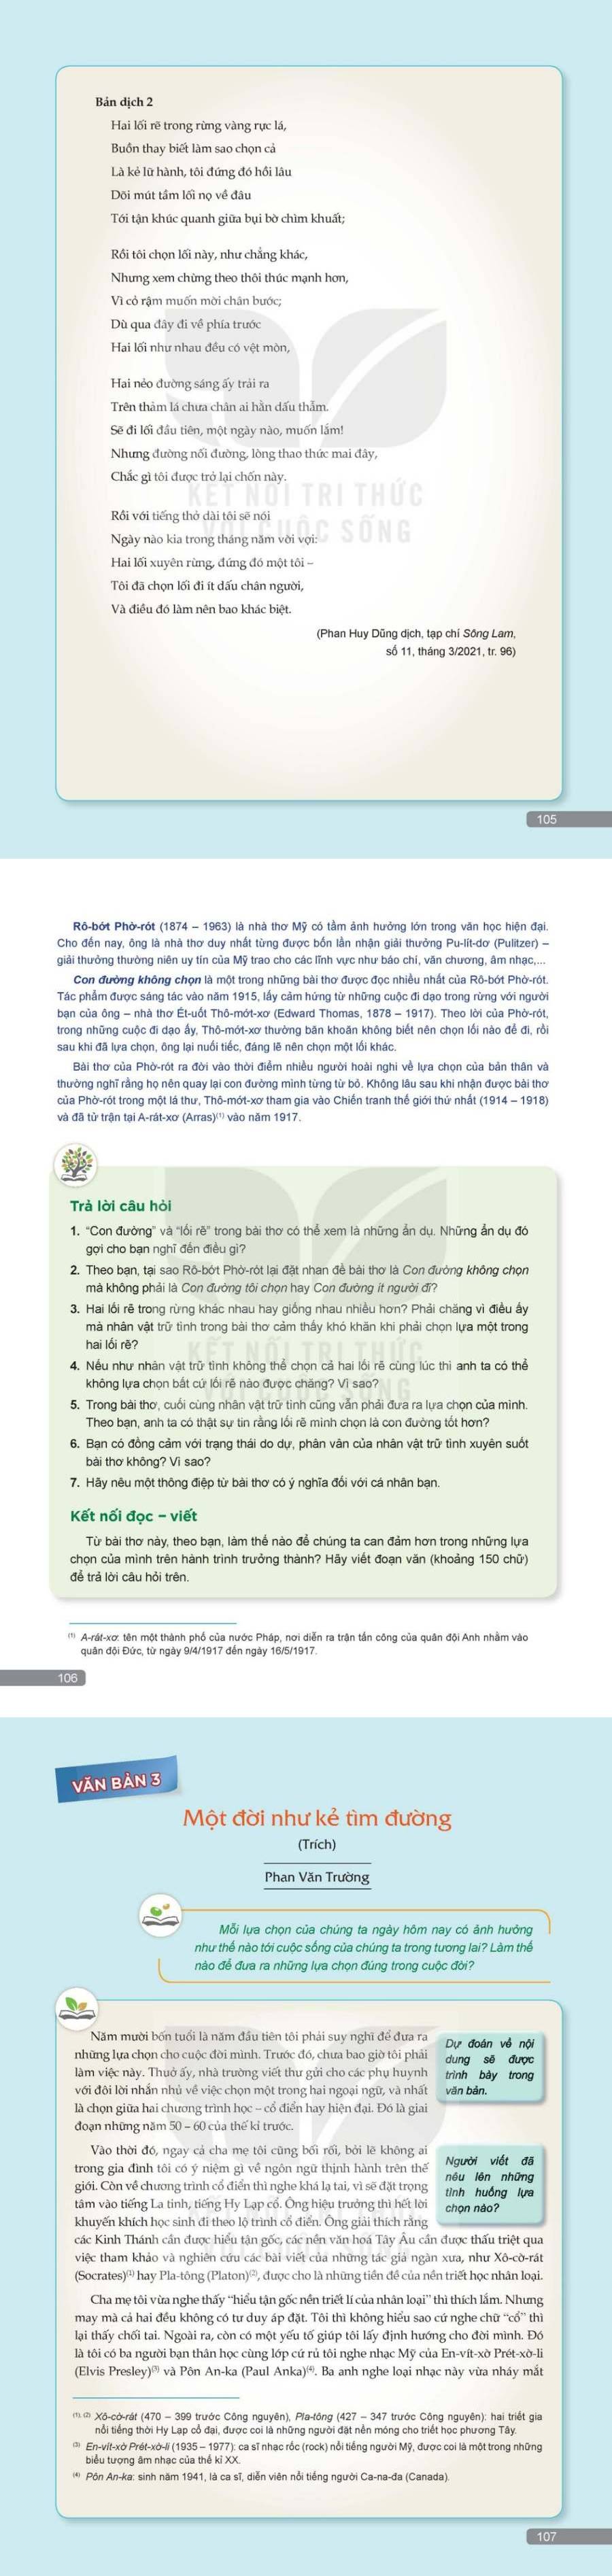 Bản dịch 2
Hai lối rẽ trong rừng vàng rực lá,
Buồn thay biết làm sao chọn cả
Là kẻ lữ hành, tôi đứng đó hồi lâu
Dõi mút tầm lối nọ về đâu
Tới tận khúc quanh giữa bụi bờ chìm khuất;
Rồi tôi chọn lối này, như chẳng khác,
Nhưng xem chừng theo thôi thúc mạnh hơn,
Vì cỏ rậm muốn mời chân bước;
Dù qua đây đi về phía trước
Hai lối như nhau đều có vệt mòn,
Hai nẻo đường sáng ấy trải ra
Trên thảm lá chưa chân ai hằn dấu thẫm.
Sẽ đi lối đầu tiên, một ngày nào, muốn lắm!
Nhưng đường nối đường, lòng thao thức mai đây,
Chắc gì tôi được trở lại chốn này.
Rồi với tiếng thở dài tôi sẽ nói
Ngày nào kia trong tháng năm vời vợi:
Hai lối xuyên rừng, đứng đó một tôi –
Tôi đã chọn lối đi ít dấu chân người,
Và điều đó làm nên bao khác biệt.
(Phan Huy Dũng dịch, tạp chí Sông Lam,
số 11, tháng 3/2021, tr. 96)
KẾT NỐI TRI THỨC
VỚI CUỘC SỐNG
105
Rô-bớt Phờ-rót (1874 – 1963) là nhà thơ Mỹ có tầm ảnh hưởng lớn trong văn học hiện đại.
Cho đến nay, ông là nhà thơ duy nhất từng được bốn lần nhận giải thưởng Pu-lít-dơ (Pulitzer) –
giải thưởng thường niên uy tín của Mỹ trao cho các lĩnh vực như báo chí, văn chương, âm nhạc,...
Con đường không chọn là một trong những bài thơ được đọc nhiều nhất của Rô-bớt Phờ-rót.
Tác phẩm được sáng tác vào năm 1915, lấy cảm hứng từ những cuộc đi dạo trong rừng với người
bạn của ông – nhà thơ Ét-uốt Thô-mớt-xơ (Edward Thomas, 1878 – 1917). Theo lời của Phờ-rót,
trong những cuộc đi dạo ấy, Thô-mớt-xơ thường băn khoăn không biết nên chọn lối nào để đi, rồi
sau khi đã lựa chọn, ông lại nuối tiếc, đáng lẽ nên chọn một lối khác.
Bài thơ của Phờ-rót ra đời vào thời điểm nhiều người hoài nghi về lựa chọn của bản thân và
thường nghĩ rằng họ nên quay lại con đường mình từng từ bỏ. Không lâu sau khi nhận được bài thơ
của Phờ-rót trong một lá thư, Thô-mớt-xơ tham gia vào Chiến tranh thế giới thứ nhất (1914 – 1918)
và đã tử trận tại A-rát-xơ (Arras)(1) vào năm 1917.
Trả lời câu hỏi
1. “Con đường” và “lối rẽ” trong bài thơ có thể xem là những ẩn dụ. Những ẩn dụ đó
gợi cho bạn nghĩ đến điều gì?
2. Theo bạn, tại sao Rô-bớt Phờ-rót lại đặt nhan đề bài thơ là Con đường không chọn
mà không phải là Con đường tôi chọn hay Con đường ít người đi?
3. Hai lối rẽ trong rừng khác nhau hay giống nhau nhiều hơn? Phải chăng vì điều ấy
mà nhân vật trữ tình trong bài thơ cảm thấy khó khăn khi phải chọn lựa một trong
hai lối rẽ?
4. Nếu như nhân vật trữ tình không thể chọn cả hai lối rẽ cùng lúc thì anh ta có thể
không lựa chọn bất cứ lối rẽ nào được chăng? Vì sao?
5. Trong bài thơ, cuối cùng nhân vật trữ tình cũng vẫn phải đưa ra lựa chọn của mình.
Theo bạn, anh ta có thật sự tin rằng lối rẽ mình chọn là con đường tốt hơn?
6. Bạn có đồng cảm với trạng thái do dự, phân vân của nhân vật trữ tình xuyên suốt
bài thơ không? Vì sao?
7. Hãy nêu một thông điệp từ bài thơ có ý nghĩa đối với cá nhân bạn.
Kết nối đọc – viết
Từ bài thơ này, theo bạn, làm thế nào để chúng ta can đảm hơn trong những lựa
chọn của mình trên hành trình trưởng thành? Hãy viết đoạn văn (khoảng 150 chữ)
để trả lời câu hỏi trên.
KẾT NỐI TRI THỨC
VỚI CUỘC SỐNG
(1) A-rát-xơ: tên một thành phố của nước Pháp, nơi diễn ra trận tấn công của quân đội Anh nhằm vào
quân đội Đức, từ ngày 9/4/1917 đến ngày 16/5/1917.
106
VĂN BẢN 3
Một đời như kẻ tìm đường
(Trích)
Phan Văn Trường
Mỗi lựa chọn của chúng ta ngày hôm nay có ảnh hưởng
như thế nào tới cuộc sống của chúng ta trong tương lai? Làm thế
nào để đưa ra những lựa chọn đúng trong cuộc đời?
Năm mười bốn tuổi là năm đầu tiên tôi phải suy nghĩ để đưa ra
những lựa chọn cho cuộc đời mình. Trước đó, chưa bao giờ tôi phải
làm việc này. Thuở ấy, nhà trường viết thư gửi cho các phụ huynh
với đôi lời nhắn nhủ về việc chọn một trong hai ngoại ngữ, và nhất
là chọn giữa hai chương trình học – cổ điển hay hiện đại. Đó là giai
đoạn những năm 50 – 60 của thế kỉ trước.
Dự đoán về nội
dung sẽ được
trình bày trong
văn bản.
Vào thời đó, ngay cả cha mẹ tôi cũng bối rối, bởi lẽ không ai
trong gia đình tôi có ý niệm gì về ngôn ngữ thịnh hành trên thế
giới. Còn về chương trình cổ điển thì nghe khá lạ tai, vì sẽ đặt trọng
tâm vào tiếng La tinh, tiếng Hy Lạp cổ. Ông hiệu trưởng thì hết lời
khuyến khích học sinh đi theo lộ trình cổ điển. Ông giải thích rằng
các Kinh Thánh cần được hiểu tận gốc, các nền văn hoá Tây Âu cần được thấu triệt qua
việc tham khảo và nghiên cứu các bài viết của những tác giả ngàn xưa, như Xô-cơ-rát
(Socrates)(1) hay Pla-tông (Platon)(2), được cho là những tiền đề của nền triết học nhân loại.
Người viết đã
nêu lên những
tình huống lựa
chọn nào?
Cha mẹ tôi vừa nghe thấy “hiểu tận gốc nền triết lí của nhân loại” thì thích lắm. Nhưng
may mà cả hai đều không có tư duy áp đặt. Tôi thì không hiểu sao cứ nghe chữ “cổ” thì
lại thấy chối tai. Ngoài ra, còn có một yếu tố giúp tôi lấy định hướng cho đời mình. Đó
là tôi có ba người bạn thân học cùng lớp cứ rủ tôi nghe nhạc Mỹ của En-vít-xờ Prét-xờ-li
(Elvis Presley)(3) và Pôn An-ka (Paul Anka)(4). Ba anh nghe loại nhạc này vừa nháy mắt
KẾT NỐI TRI THỨC
VỚI CUỘC SỐNG
(1), (2) Xô-cơ-rát (470 – 399 trước Công nguyên), Pla-tông (427 – 347 trước Công nguyên): hai triết gia
nổi tiếng thời Hy Lạp cổ đại, được coi là những người đặt nền móng cho triết học phương Tây.
(3) En-vít-xờ Prét-xờ-li (1935 – 1977): ca sĩ nhạc rốc (rock) nổi tiếng người Mỹ, được coi là một trong những
biểu tượng âm nhạc của thế kỉ XX.
(4) Pôn An-ka: sinh năm 1941, là ca sĩ, diễn viên nổi tiếng người Ca-na-đa (Canada).
107